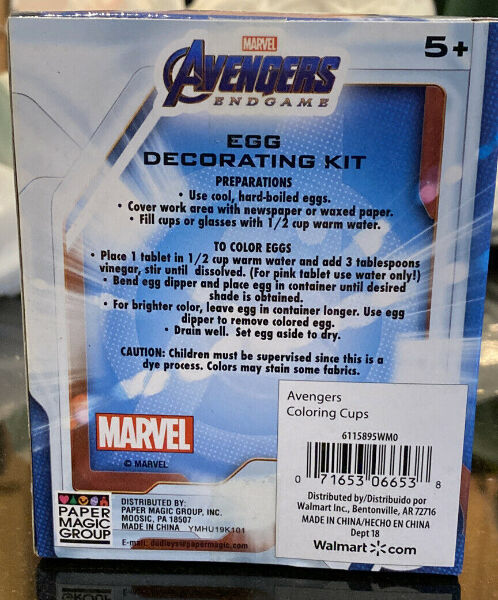 MARVEL
AVENGERS
ENDGAME
5+
EGG
DECORATING KIT
PREPARATIONS
• Use cool, hard-boiled eggs.
• Cover work area with newspaper or waxed paper.
• Fill cups or glasses with 1/2 cup warm water.
TO COLOR EGGS
• Place 1 tablet in 1/2 cup warm water and add 3 tablespoons
vinegar, stir until dissolved. (For pink tablet use water only!)
• Bend egg dipper and place egg in container until desired
shade is obtained.
• For brighter color, leave egg in container longer. Use egg
dipper to remove colored egg.
• Drain well. Set egg aside to dry.
CAUTION: Children must be supervised since this is a
dye process. Colors may stain some fabrics.
MARVEL
© MARVEL
PAPER
MAGIC
GROUP
DISTRIBUTED BY:
PAPER MAGIC GROUP, INC.
MOOSIC, PA 18507
MADE IN CHINA YMHU19K101
E-mail, dudleys@papermagic.com
Avengers
Coloring Cups
6115895WM0
0 71653 06653 8
Distributed by/Distribuido por
Walmart Inc., Bentonville, AR 72716
MADE IN CHINA/HECHO EN CHINA
Dept 18
Walmart com